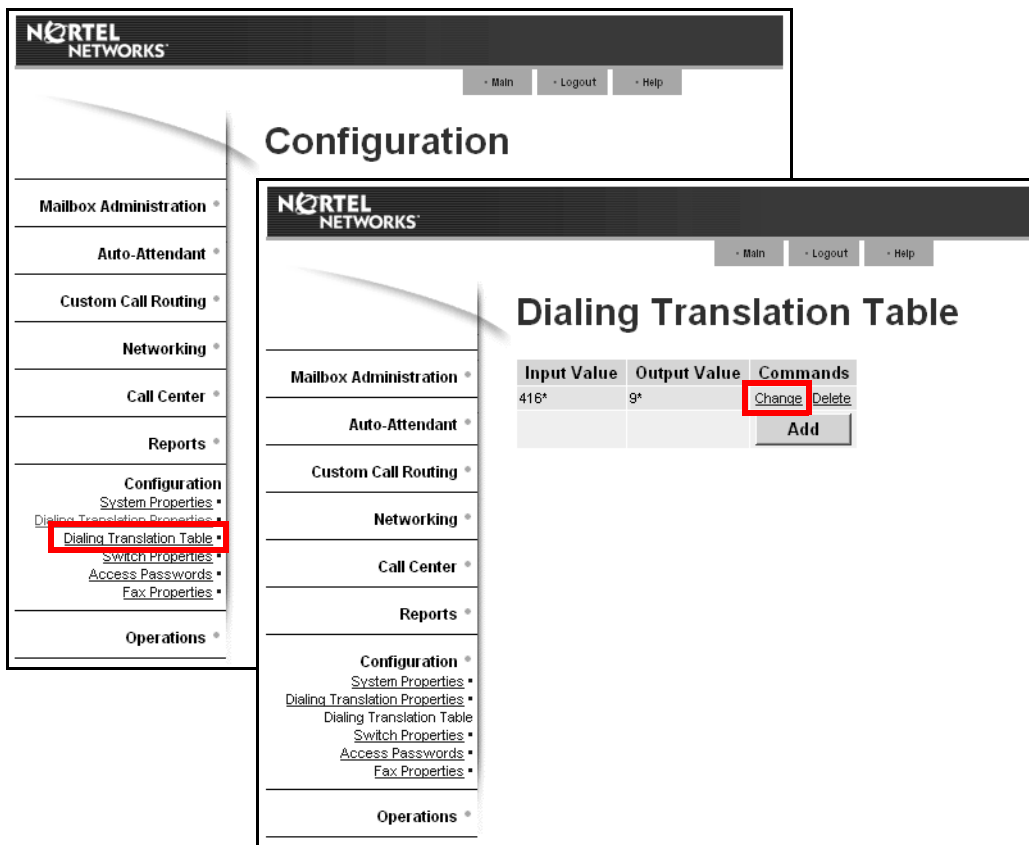 NORTEL
NETWORKS
Main
Logout
Help
Configuration
Mailbox Administration
Auto-Attendant
Custom Call Routing
Networking
Call Center
Reports
Configuration
System Properties
Dialing Translation Properties
Dialing Translation Table
Switch Properties
Access Passwords
Fax Properties
Operations
NORTEL
NETWORKS
Main
Logout
Help
Dialing Translation Table
Input Value Output Value Commands
416* 9* Change Delete
Add
Mailbox Administration
Auto-Attendant
Custom Call Routing
Networking
Call Center
Reports
Configuration
System Properties
Dialing Translation Properties
Dialing Translation Table
Switch Properties
Access Passwords
Fax Properties
Operations